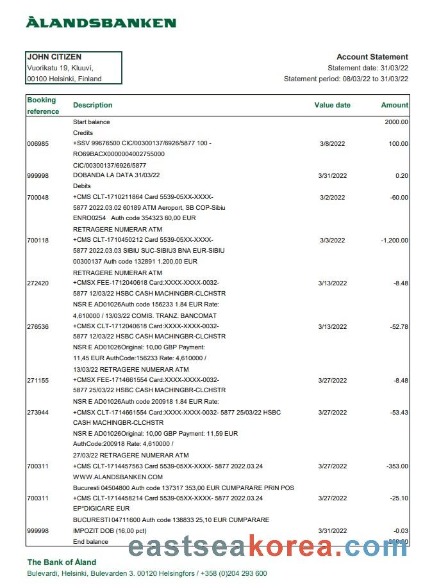 ÅLANDSBANKEN
JOHN CITIZEN
Vuorikatu 19, Kluuvi,
00100 Helsinki, Finland
Account Statement
Statement date: 31/03/22
Statement period: 08/03/22 to 31/03/22
Booking reference Description Value date Amount
Start balance 2000.00
Credits
006985 +SSV 99676500 CIC/00300137/6926/5877 100 - 3/8/2022 100.00
RO69BACX0000004002755000
CIC/00300137/6926/5877
999998 DOBANDA LA DATA 31/03/22 3/31/2022 0.20
Debits
700048 +CMS CLT-1710211864 Card 5539-05XX-XXXX- 3/2/2022 -60.00
5877 2022.03.02 60189 ATM Aeroport, SB COP-Sibiu
ENRO0254 Auth code 354323 60,00 EUR
RETRAGERE NUMERAR ATM
700118 +CMS CLT-1710450212 Card 5539-05XX-XXXX- 3/3/2022 -1,200.00
5877 2022.03.03 SIBIU SUC-SIBIU3 BNA EUR-SIBIU
00300137 Auth code 132891 1.200,00 EUR
RETRAGERE NUMERAR ATM
272420 +CMSX FEE-1712040618 Card:XXXX-XXXX-0032- 3/13/2022 -8.48
5877 12/03/22 HSBC CASH MACHINGBR-CLCHSTR
NSR E AD01026Auth code 156233 1.84 EUR Rate:
4,610000 / 13/03/22 COMIS. TRANZ. BANCOMAT
276536 +CMSX CLT-1712040618 Card:XXXX-XXXX-0032- 3/13/2022 -52.78
5877 12/03/22 HSBC CASH MACHINGBR-CLCHSTR
NSR E AD01026Original: 10,00 GBP Payment:
11,45 EUR AuthCode:156233 Rate: 4,610000 /
13/03/22 RETRAGERE NUMERAR ATM
271155 +CMSX FEE-1714661554 Card:XXXX-XXXX-0032- 3/27/2022 -8.48
5877 25/03/22 HSBC CASH MACHINGBR-CLCHSTR
NSR E AD01026Auth code 200918 1.84 EUR Rate:
273944 +CMSX CLT-1714661554 Card:XXXX-XXXX-0032- 5877 25/03/22 HSBC 3/27/2022 -53.43
CASH MACHINGBR-CLCHSTR
NSR E AD01026Original: 10,00 GBP Payment: 11,59 EUR
AuthCode:200918 Rate: 4,610000 /
27/03/22 RETRAGERE NUMERAR ATM
700311 +CMS CLT-1714457563 Card 5539-05XX-XXXX- 5877 2022.03.24 3/27/2022 -353.00
WWW.ALANDSBANKEN.COM
Bucuresti 04504800 Auth code 137317 353,00 EUR CUMPARARE PRIN POS
700311 +CMS CLT-1714458214 Card 5539-05XX-XXXX- 5877 2022.03.24 3/27/2022 -25.10
EP*DIGICARE EUR
BUCURESTI 04711600 Auth code 138833 25,10 EUR CUMPARARE
999998 IMPOZIT DOB (16,00 pct) 3/31/2022 -0.03
End balance
eastseakorea.com
The Bank of Aland
Bulevardi, Helsinki, Bulevarden 3. 00120 Helsingfors / +358 (0)204 293 600